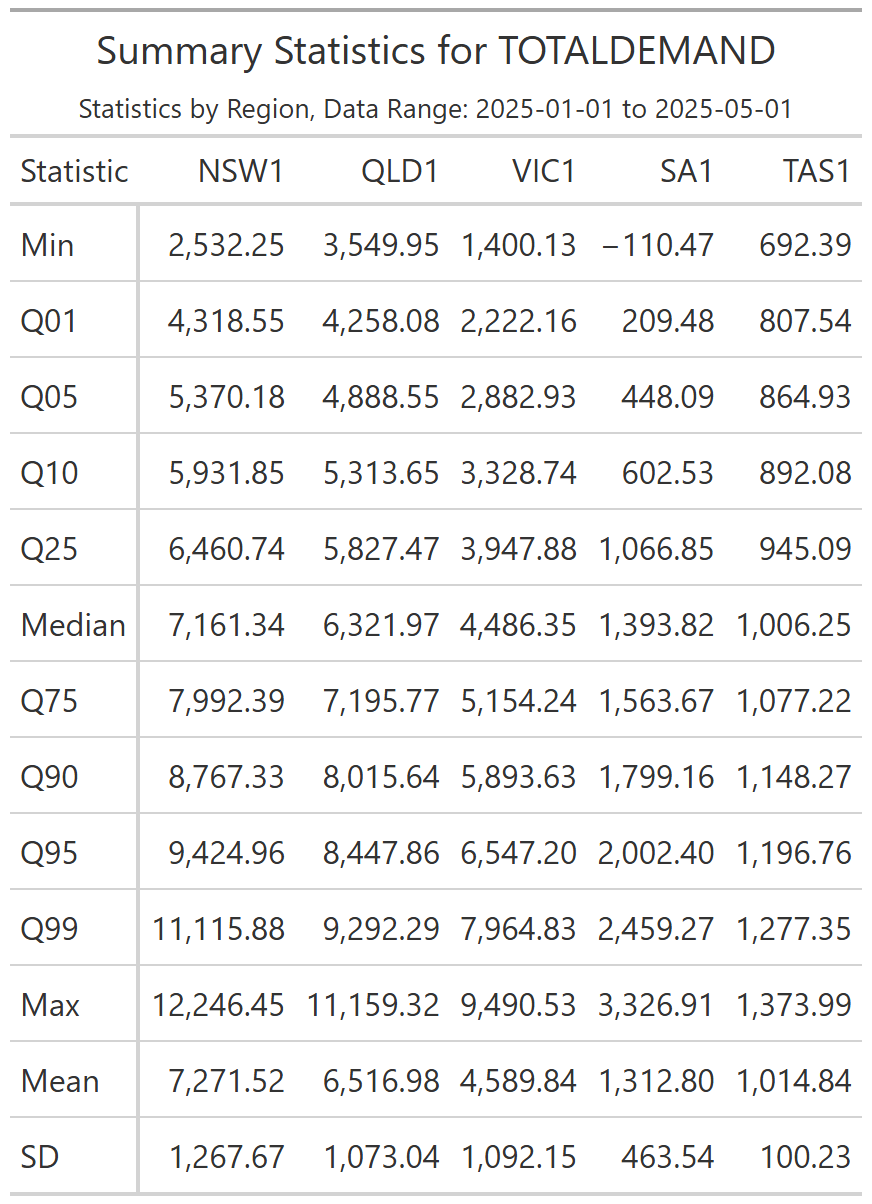 Summary Statistics for TOTALDEMAND
Statistics by Region, Data Range: 2025-01-01 to 2025-05-01
Statistic NSW1 QLD1 VIC1 SA1 TAS1
Min 2,532.25 3,549.95 1,400.13 −110.47 692.39
Q01 4,318.55 4,258.08 2,222.16 209.48 807.54
Q05 5,370.18 4,888.55 2,882.93 448.09 864.93
Q10 5,931.85 5,313.65 3,328.74 602.53 892.08
Q25 6,460.74 5,827.47 3,947.88 1,066.85 945.09
Median 7,161.34 6,321.97 4,486.35 1,393.82 1,006.25
Q75 7,992.39 7,195.77 5,154.24 1,563.67 1,077.22
Q90 8,767.33 8,015.64 5,893.63 1,799.16 1,148.27
Q95 9,424.96 8,447.86 6,547.20 2,002.40 1,196.76
Q99 11,115.88 9,292.29 7,964.83 2,459.27 1,277.35
Max 12,246.45 11,159.32 9,490.53 3,326.91 1,373.99
Mean 7,271.52 6,516.98 4,589.84 1,312.80 1,014.84
SD 1,267.67 1,073.04 1,092.15 463.54 100.23